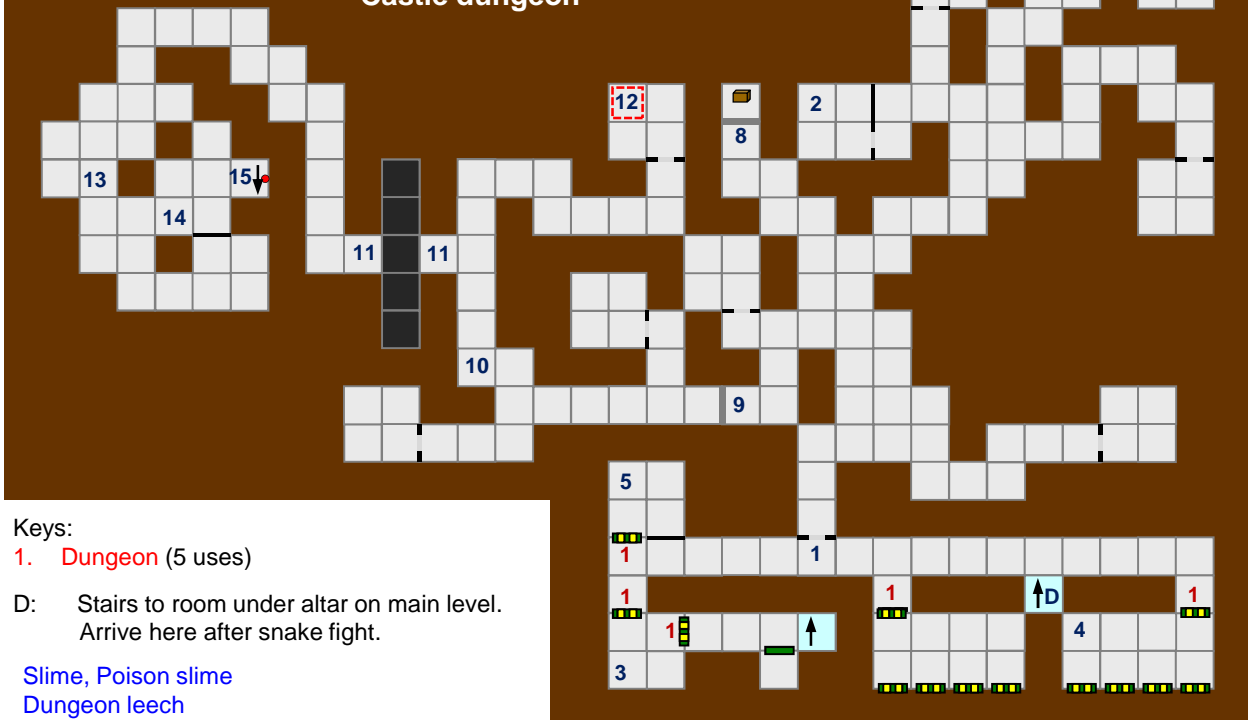 Castle dungeon
12
2
8
13
15
14
11 11
10
9
5
1 1
1 1 D 1
1 4
3
Keys:
1. Dungeon (5 uses)
D: Stairs to room under altar on main level.
Arrive here after snake fight.
Slime, Poison slime
Dungeon leech